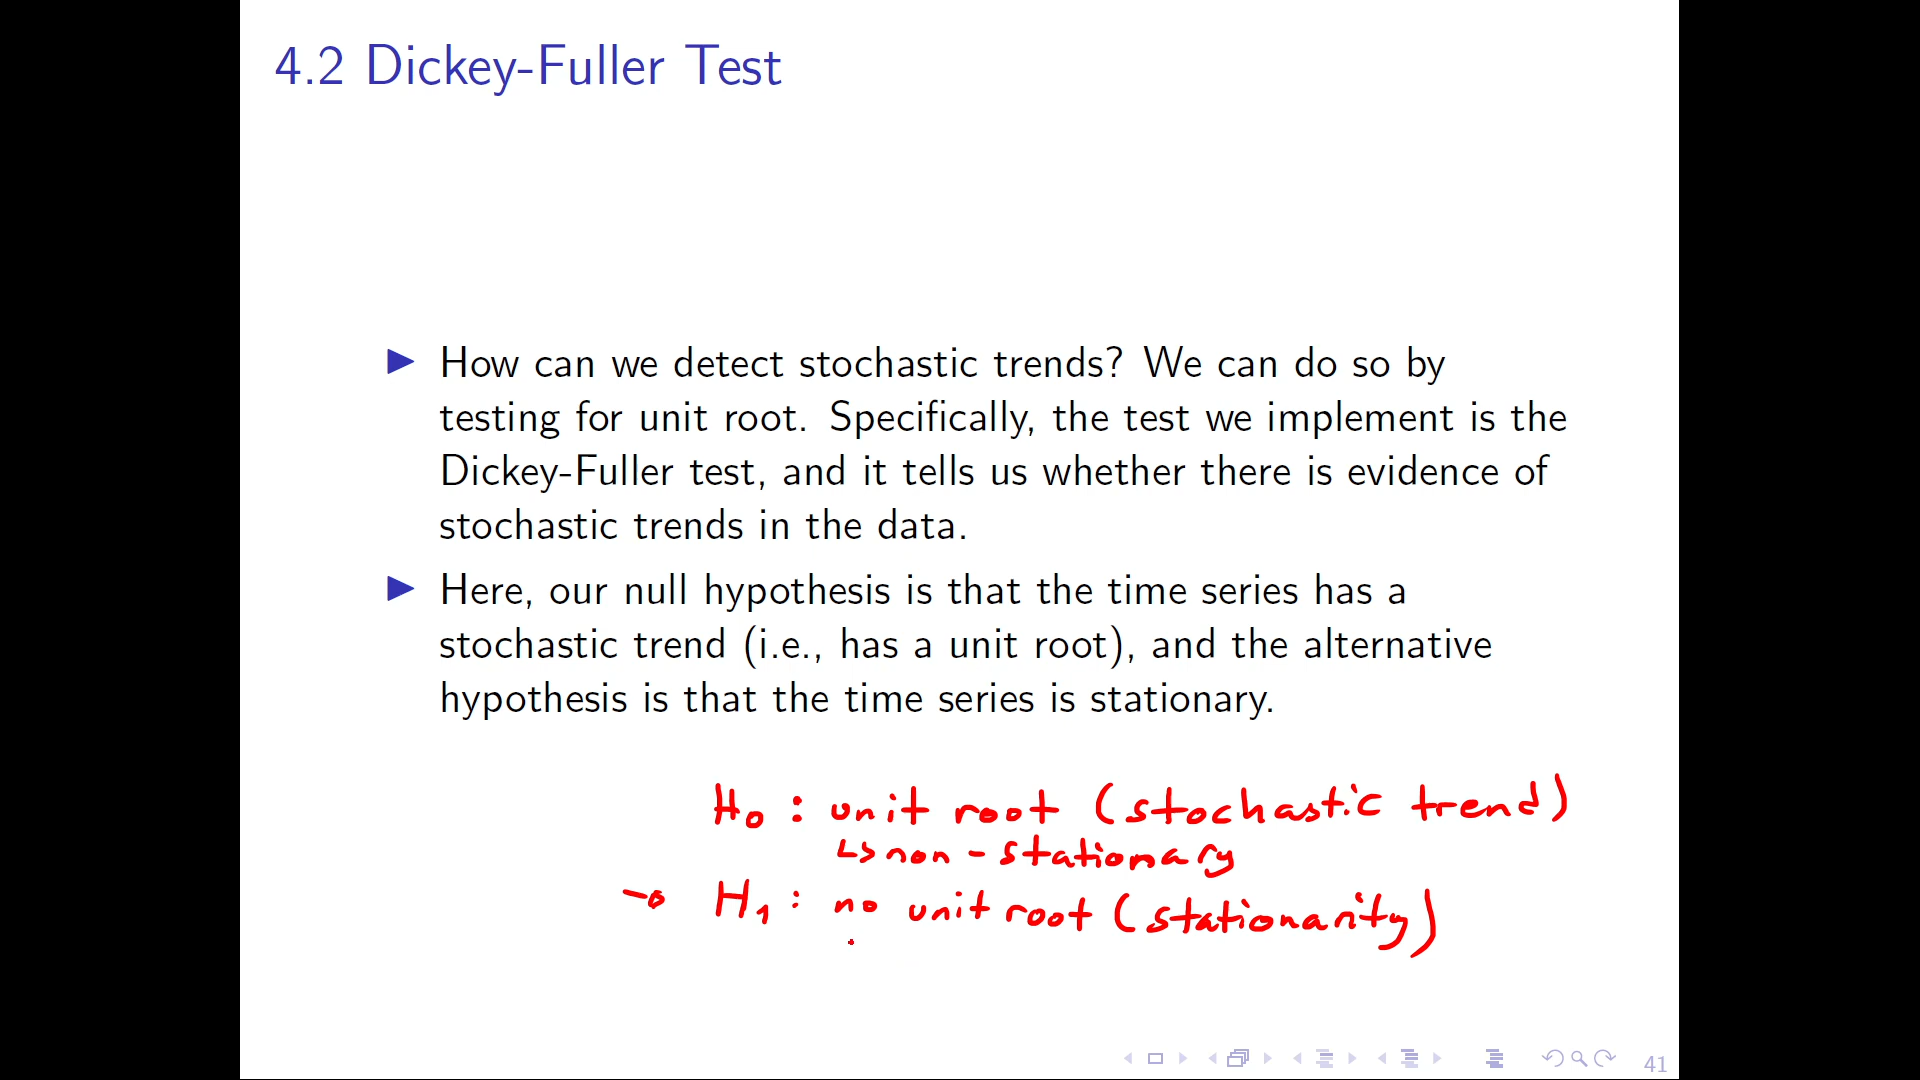 4.2 Dickey-Fuller Test
How can we detect stochastic trends? We can do so by
testing for unit root. Specifically, the test we implement is the
Dickey-Fuller test, and it tells us whether there is evidence of
stochastic trends in the data.
Here, our null hypothesis is that the time series has a
stochastic trend (i.e., has a unit root), and the alternative
hypothesis is that the time series is stationary.
H₀ : unit root (stochastic trend)
↳ non - stationary
→ H₁ : no unit root (stationarity)
41